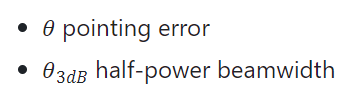 • θ pointing error
• θ3dB half-power beamwidth